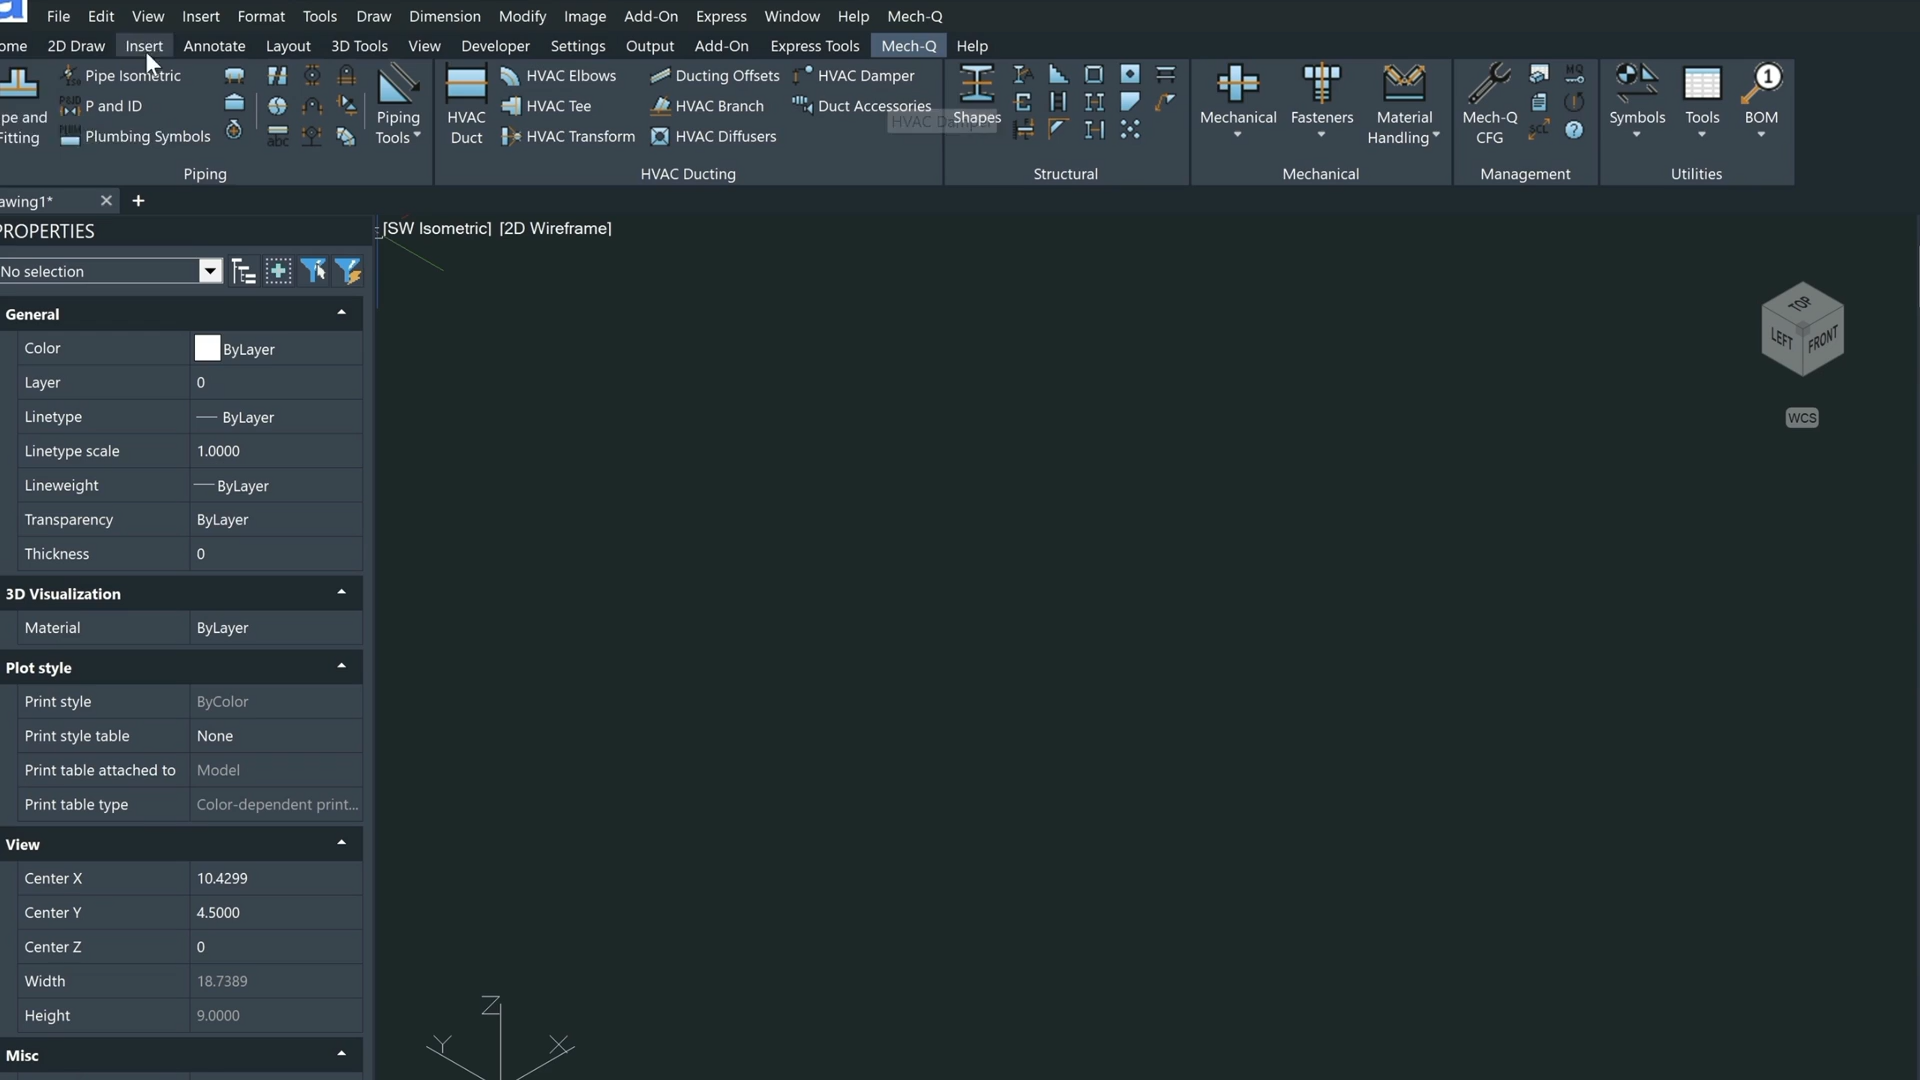 File Edit View Insert Format Tools Draw Dimension Modify Image Add-On Express Window Help Mech-Q
ome 2D Draw Insert Annotate Layout 3D Tools View Developer Settings Output Add-On Express Tools Mech-Q Help
pe and Fitting
Pipe Isometric
P and ID
Plumbing Symbols
abc
Piping Tools
Piping
HVAC Duct
HVAC Elbows
HVAC Tee
HVAC Transform
Ducting Offsets
HVAC Branch
HVAC Diffusers
HVAC Damper
Duct Accessories
HVAC Damper
HVAC Ducting
Shapes
Structural
Mechanical
Fasteners
Material Handling
Mechanical
Mech-Q CFG
SCL
Management
Symbols
Tools
1
BOM
Utilities
awing1*
PROPERTIES
[SW Isometric] [2D Wireframe]
No selection
General
Color ByLayer
Layer 0
Linetype ByLayer
Linetype scale 1.0000
Lineweight ByLayer
Transparency ByLayer
Thickness 0
3D Visualization
Material ByLayer
Plot style
Print style ByColor
Print style table None
Print table attached to Model
Print table type Color-dependent print...
View
Center X 10.4299
Center Y 4.5000
Center Z 0
Width 18.7389
Height 9.0000
Misc
TOP
LEFT
FRONT
WCS
Z
Y
X